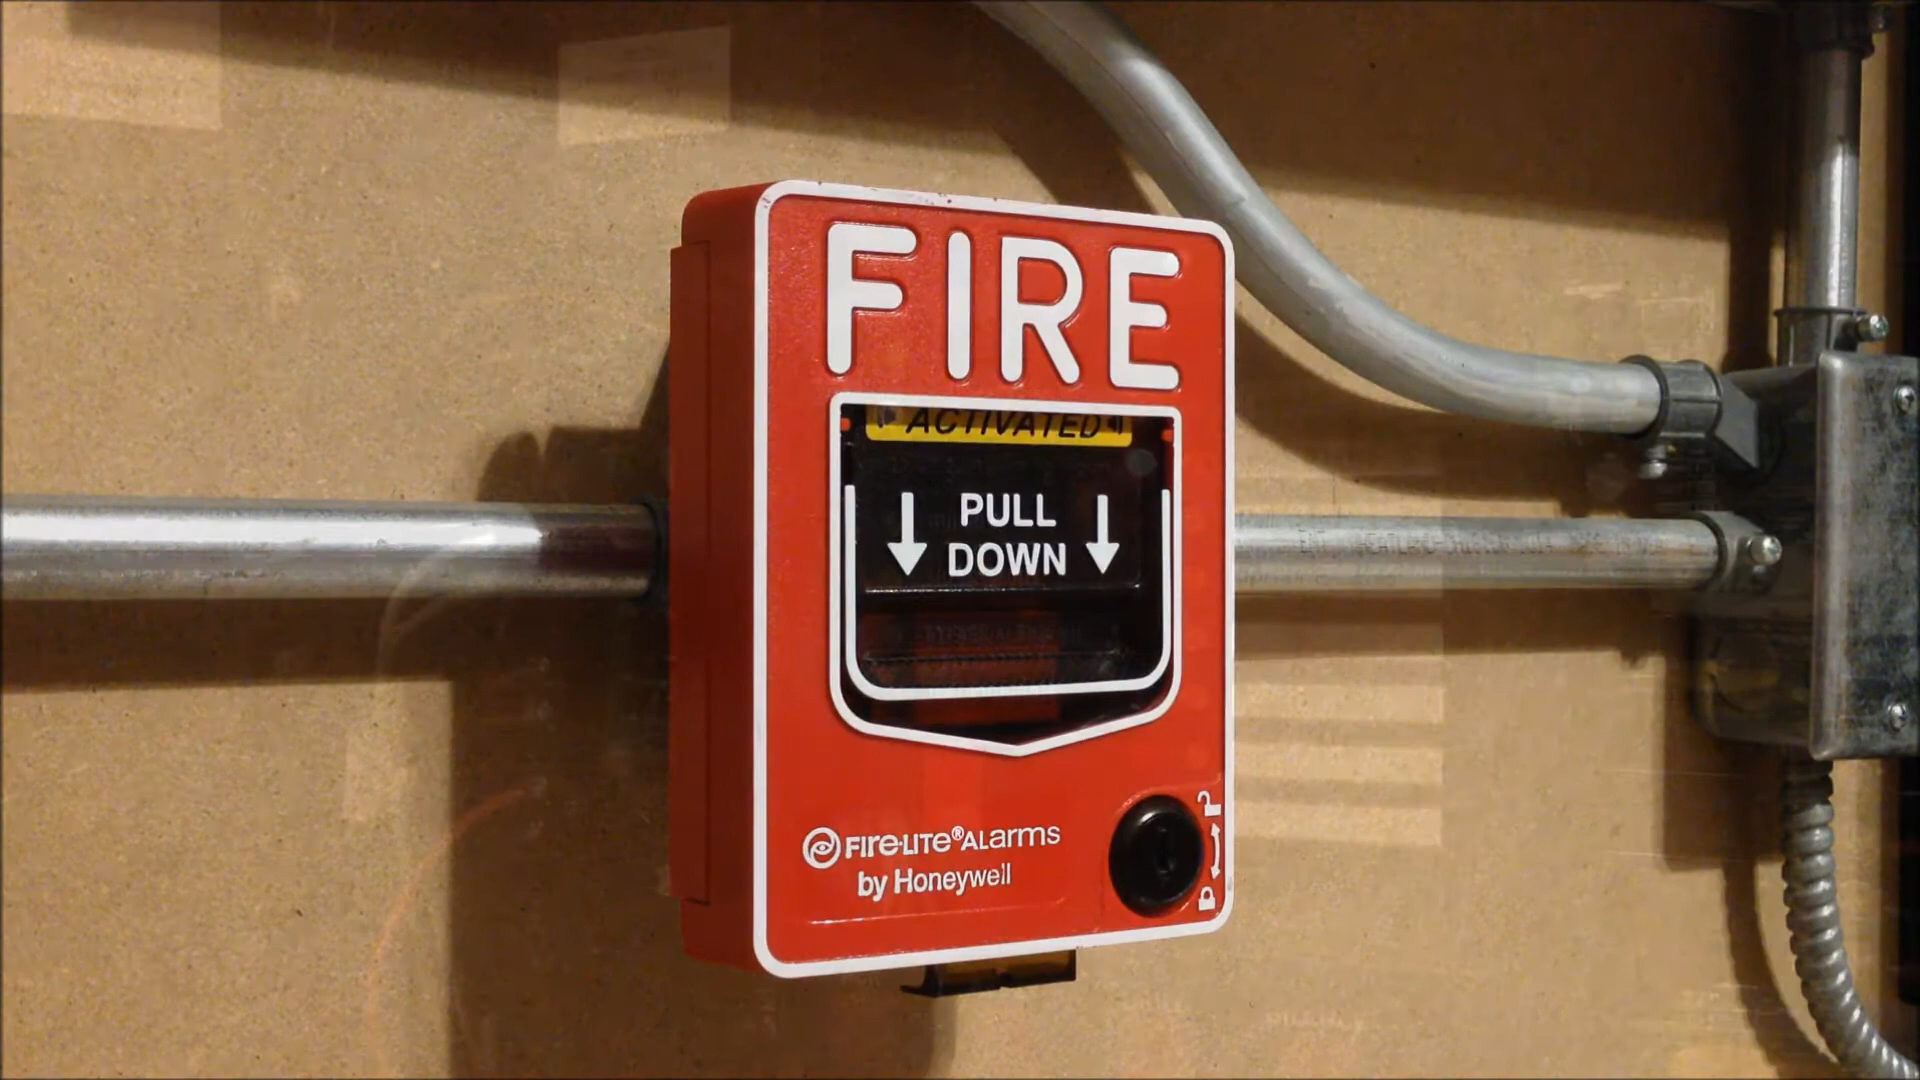 FIRE
ACTIVATED
PULL
DOWN
FIRE-LITE® ALARMS
by Honeywell